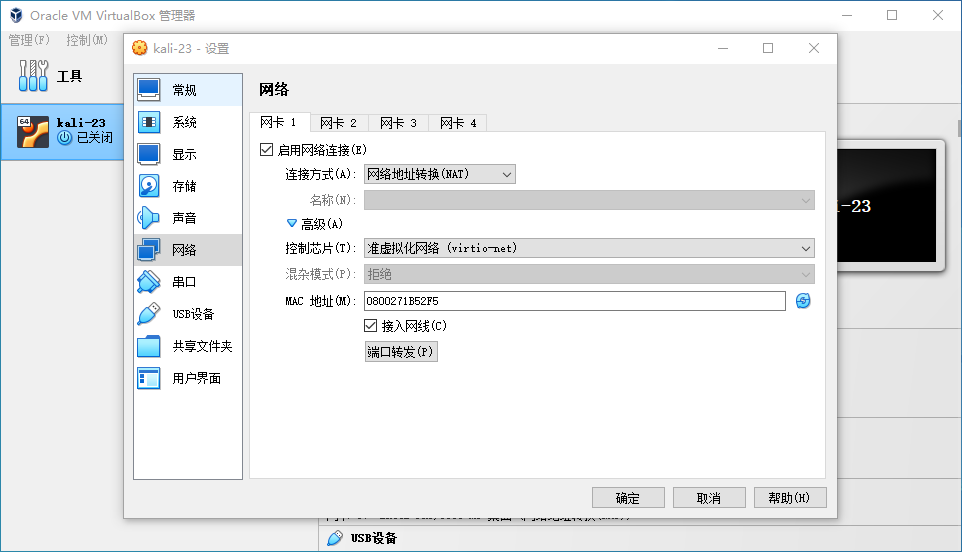 Oracle VM VirtualBox 管理器
管理(F) 控制(M)
工具
64
kali-23
已关闭
kali-23 - 设置
常规
系统
显示
存储
声音
网络
串口
USB设备
共享文件夹
用户界面
网络
网卡 1 网卡 2 网卡 3 网卡 4
启用网络连接(E)
连接方式(A): 网络地址转换(NAT)
名称(N):
高级(A)
控制芯片(T): 准虚拟化网络 (virtio-net)
混杂模式(P): 拒绝
MAC 地址(M): 0800271B52F5
接入网线(C)
端口转发(P)
确定 取消 帮助(H)
-23
USB设备